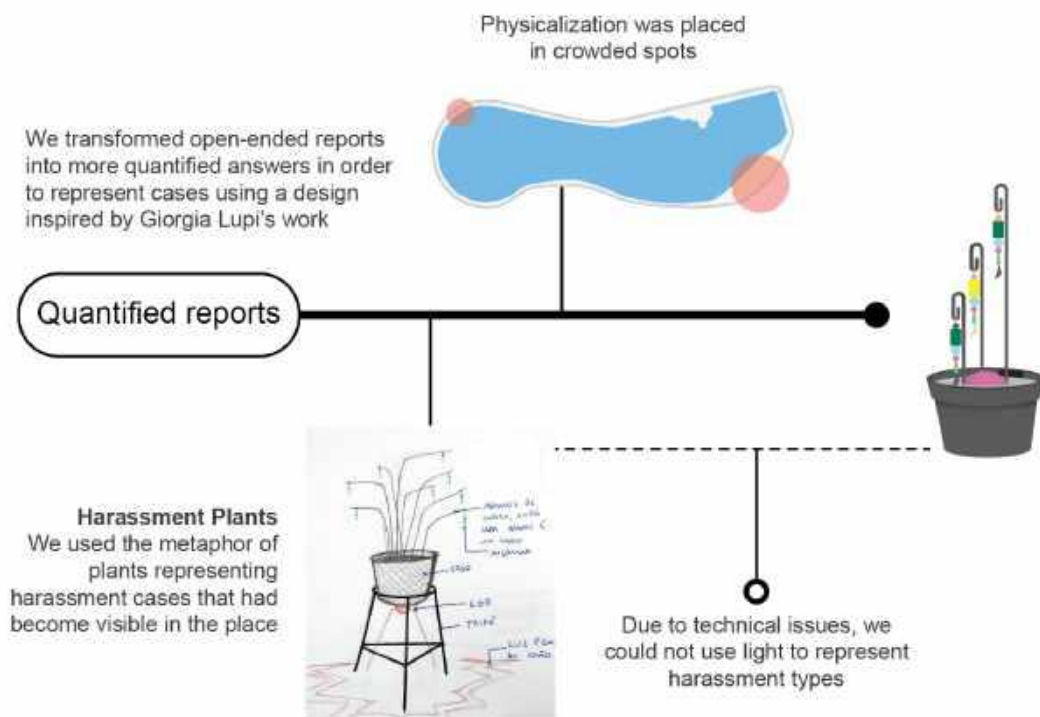 Physicalization was placed
in crowded spots
We transformed open-ended reports
into more quantified answers in order
to represent cases using a design
inspired by Giorgia Lupi's work
Quantified reports
Harassment Plants
We used the metaphor of
plants representing
harassment cases that had
become visible in the place
LED
TRIPÉ
Due to technical issues, we
could not use light to represent
harassment types